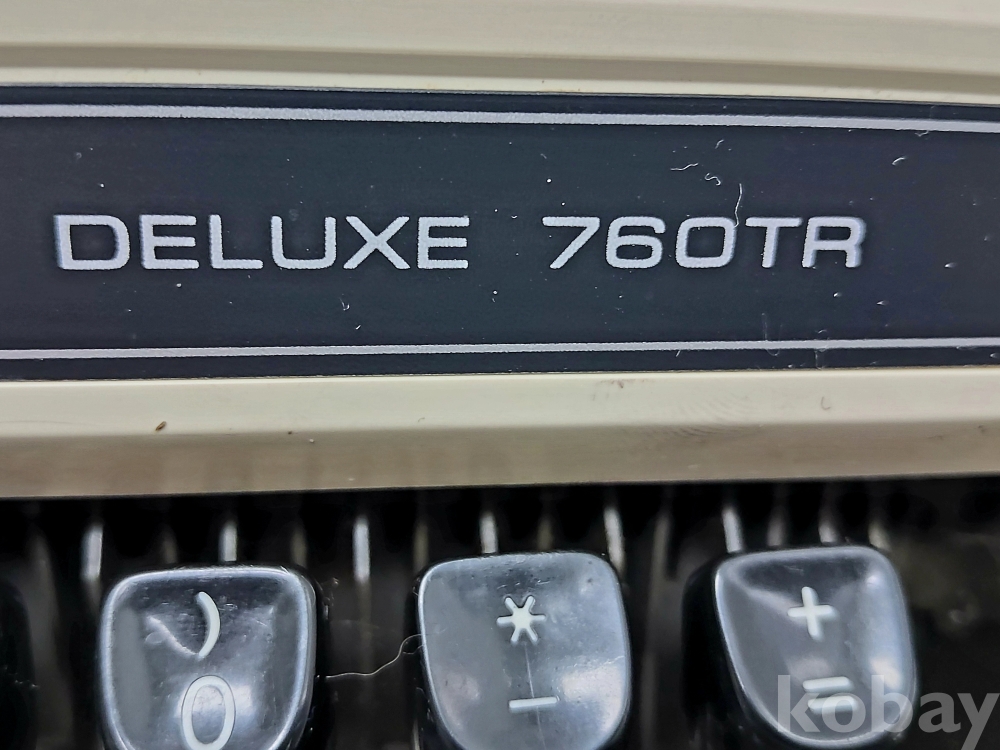 DELUXE 760TR
) * +
0 - =
kobay